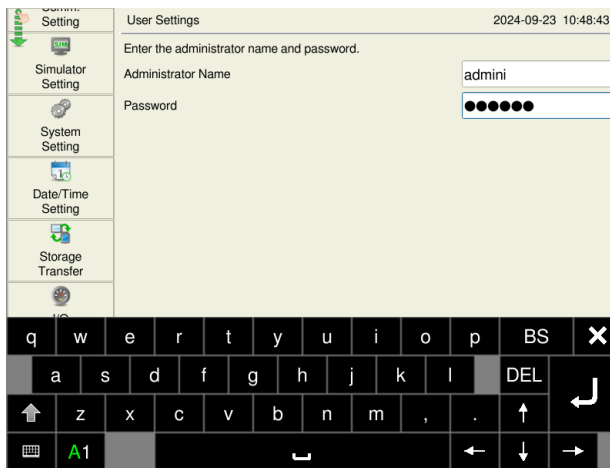 Setting
User Settings
2024-09-23 10:48:43
SIM
Simulator
Setting
Enter the administrator name and password.
Administrator Name
admini
Password
●●●●●●
System
Setting
Date/Time
Setting
Storage
Transfer
q w e r t y u i o p BS
a s d f g h j k l DEL
z x c v b n m , .
A1